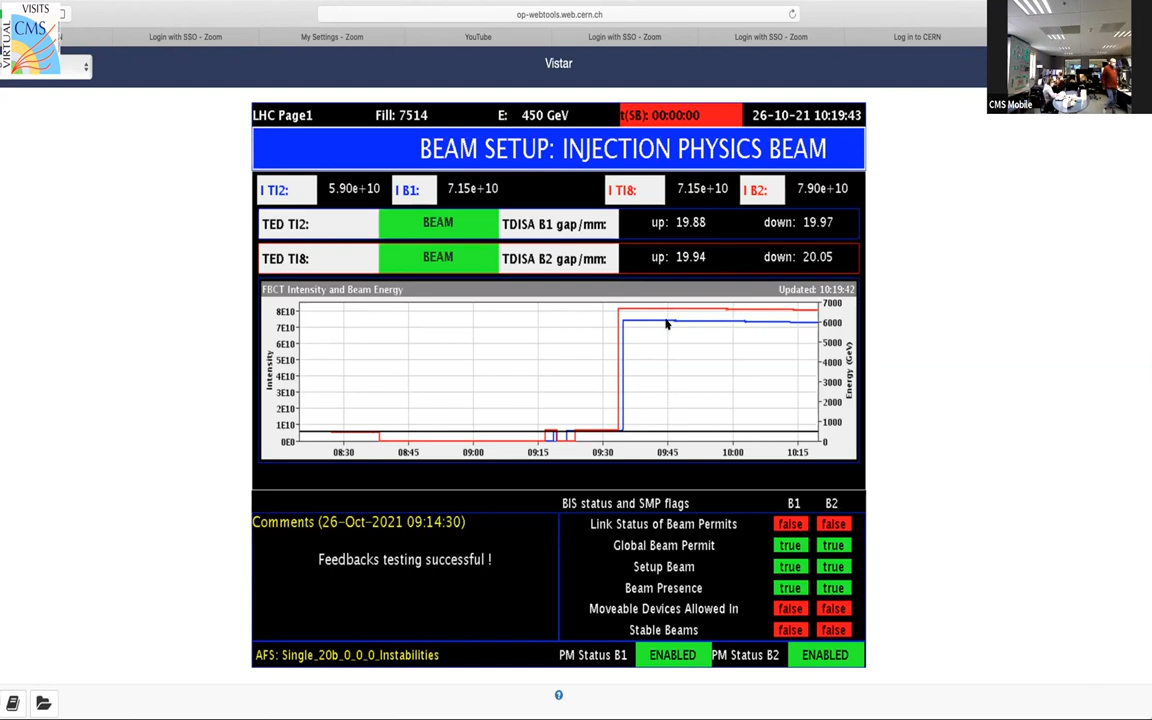 VISITS
VIRTUAL
CMS
op-webtools.web.cern.ch
N
Login with SSO - Zoom
My Settings - Zoom
YouTube
Login with SSO - Zoom
Login with SSO - Zoom
Log in to CERN
Vistar
CMS Mobile
LHC Page1 Fill: 7514 E: 450 GeV t(SB): 00:00:00 26-10-21 10:19:43
BEAM SETUP: INJECTION PHYSICS BEAM
I TI2: 5.90e+10 I B1: 7.15e+10 I TI8: 7.15e+10 I B2: 7.90e+10
TED TI2: BEAM TDISA B1 gap/mm: up: 19.88 down: 19.97
TED TI8: BEAM TDISA B2 gap/mm: up: 19.94 down: 20.05
FBCT Intensity and Beam Energy Updated: 10:19:42
Intensity
8E10
7E10
6E10
5E10
4E10
3E10
2E10
1E10
0E0
7000
6000
5000
4000
3000
2000
1000
0
Energy (GeV)
08:30 08:45 09:00 09:15 09:30 09:45 10:00 10:15
BIS status and SMP flags B1 B2
Comments (26-Oct-2021 09:14:30)
Feedbacks testing successful !
Link Status of Beam Permits false false
Global Beam Permit true true
Setup Beam true true
Beam Presence true true
Moveable Devices Allowed In false false
Stable Beams false false
AFS: Single_20b_0_0_0_Instabilities PM Status B1 ENABLED PM Status B2 ENABLED
?